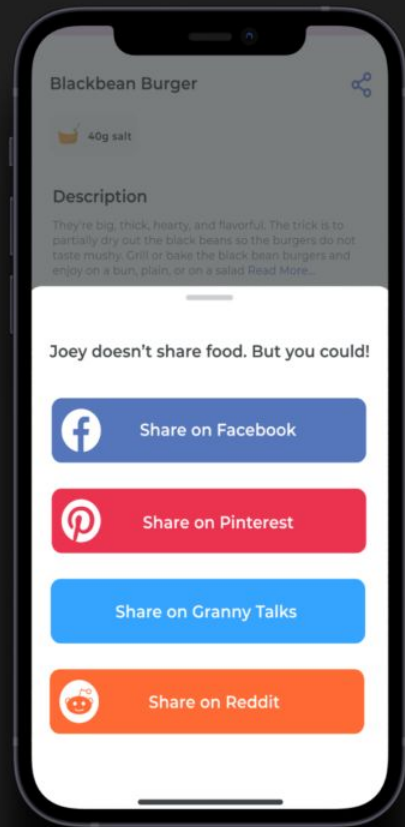 Blackbean Burger
40g salt
Description
They're big, thick, hearty, and flavorful. The trick is to
partially dry out the black beans so the burgers do not
taste mushy. Grill or bake the black bean burgers and
enjoy on a bun, plain, or on a salad Read More...
Joey doesn't share food. But you could!
Share on Facebook
Share on Pinterest
Share on Granny Talks
Share on Reddit